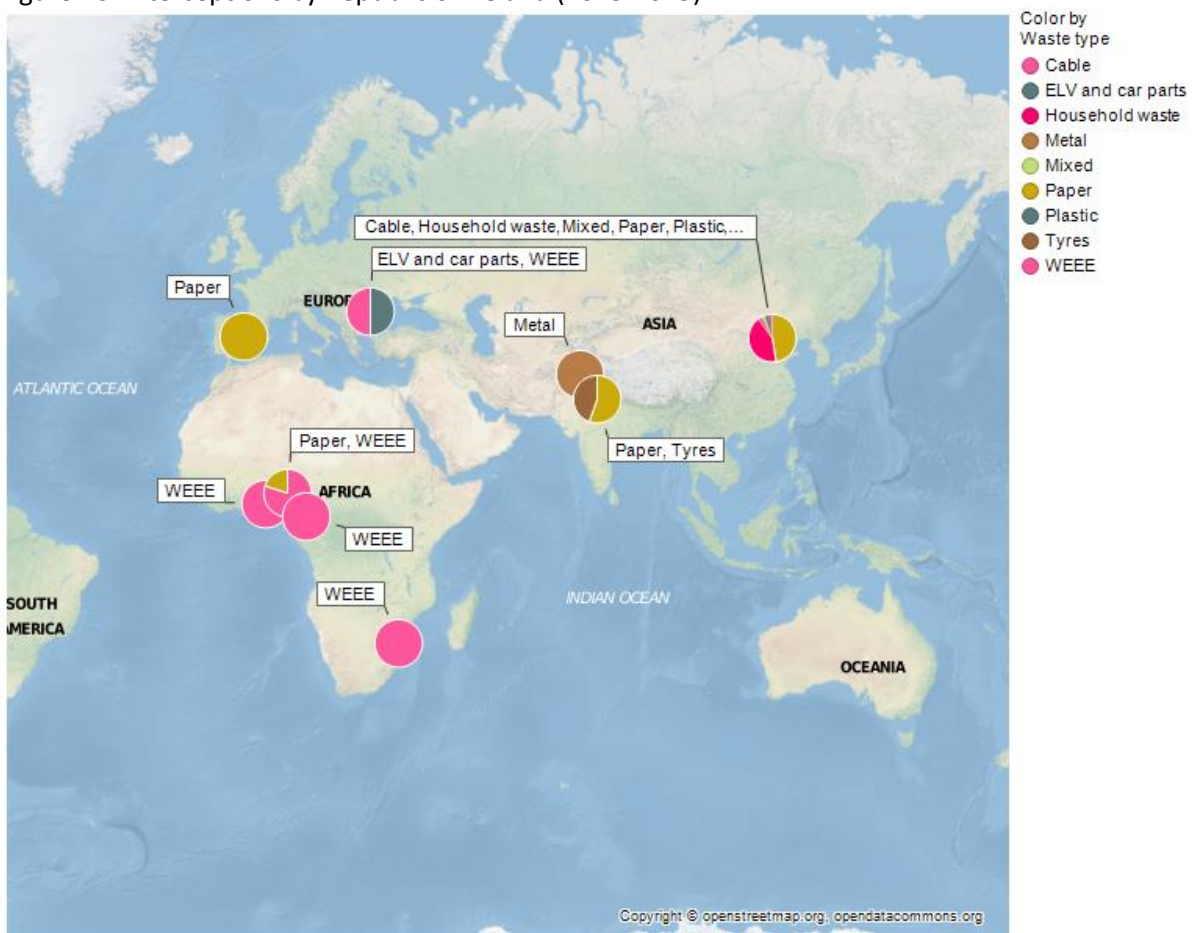 Color by
Waste type
Cable
ELV and car parts
Household waste
Metal
Mixed
Paper
Plastic
Tyres
WEEE
Cable, Household waste, Mixed, Paper, Plastic,...
ELV and car parts, WEEE
Paper
EUROP
Metal
ASIA
ATLANTIC OCEAN
Paper, Tyres
Paper, WEEE
WEEE
AFRICA
WEEE
WEEE
INDIAN OCEAN
SOUTH
AMERICA
OCEANIA
Copyright © openstreetmap.org, opendatacommons.org